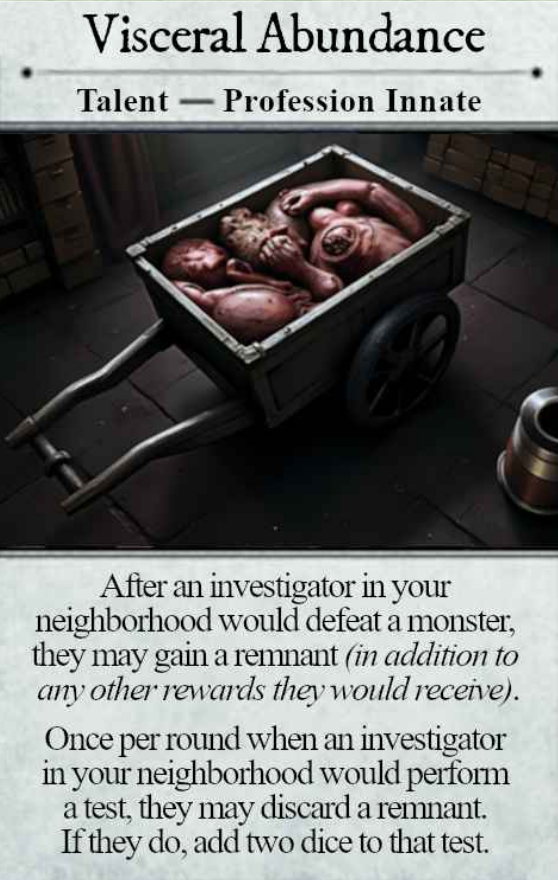 Visceral Abundance
Talent — Profession Innate
After an investigator in your
neighborhood would defeat a monster,
they may gain a remnant (in addition to
any other rewards they would receive).
Once per round when an investigator
in your neighborhood would perform
a test, they may discard a remnant.
If they do, add two dice to that test.